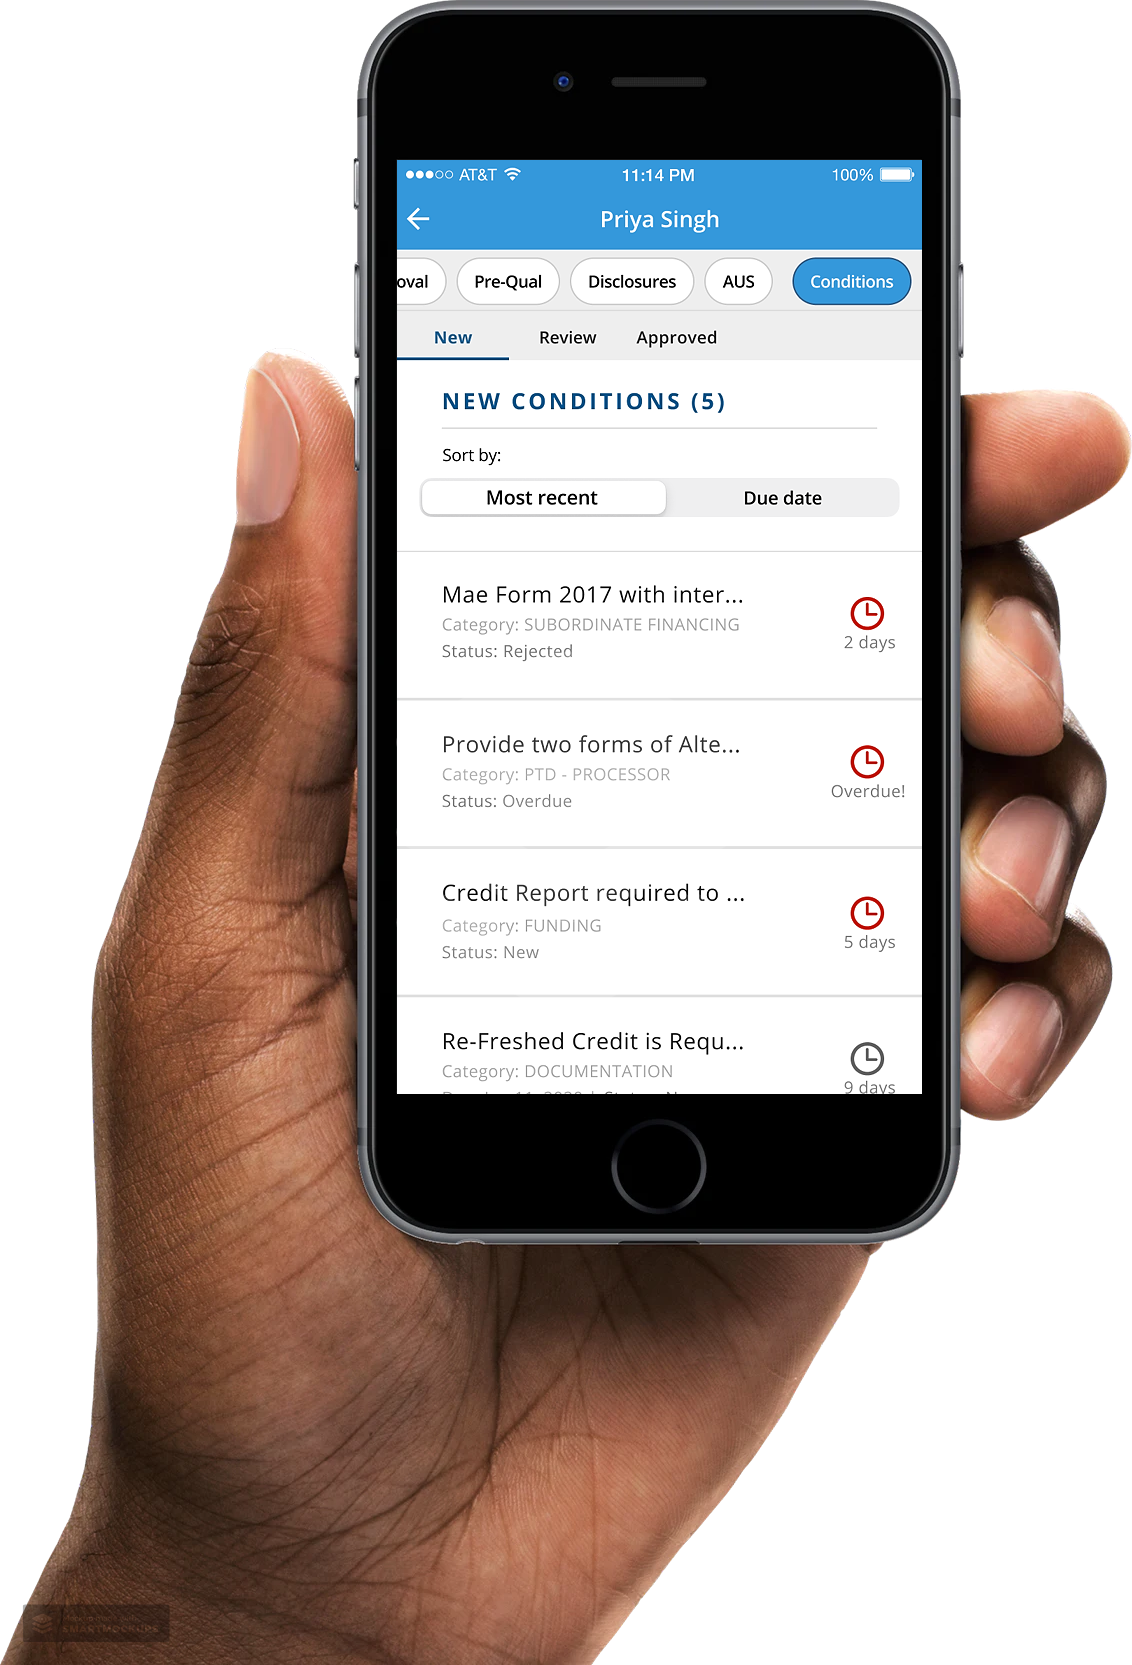 AT&T 11:14 PM 100%
Priya Singh
oval Pre-Qual Disclosures AUS Conditions
New Review Approved
NEW CONDITIONS (5)
Sort by:
Most recent Due date
Mae Form 2017 with inter...
Category: SUBORDINATE FINANCING
Status: Rejected
2 days
Provide two forms of Alte...
Category: PTD - PROCESSOR
Status: Overdue
Overdue!
Credit Report required to ...
Category: FUNDING
Status: New
5 days
Re-Freshed Credit is Requ...
Category: DOCUMENTATION
9 days
SMARTMOCKUPS